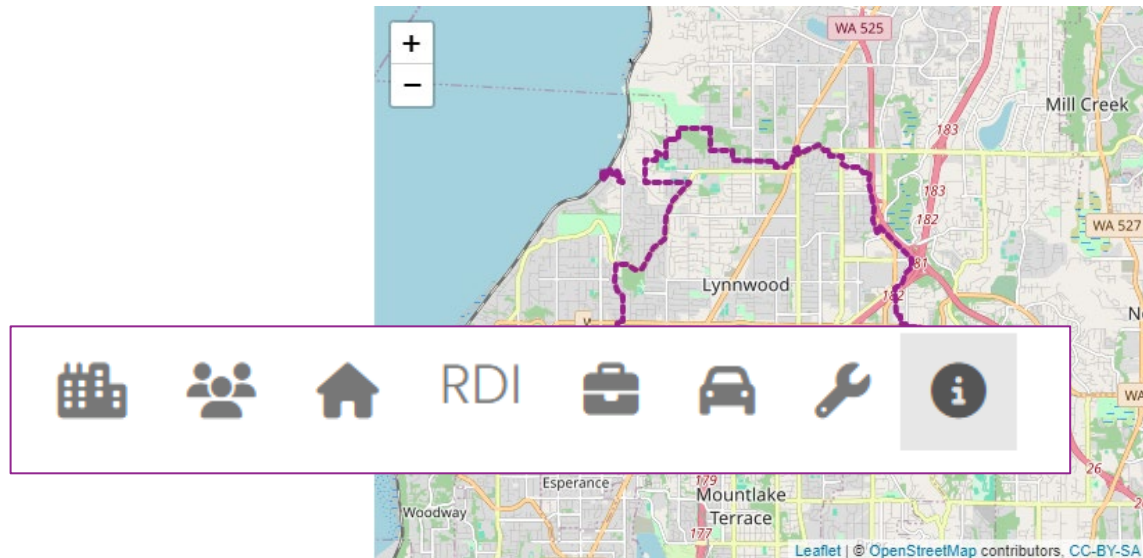 +
−
WA 525
Mill Creek
183
183
182
WA 527
81
Lynnwood
182
RDI
26
Esperance
179
Mountlake
Terrace
Woodway
177
Leaflet | © OpenStreetMap contributors, CC-BY-SA